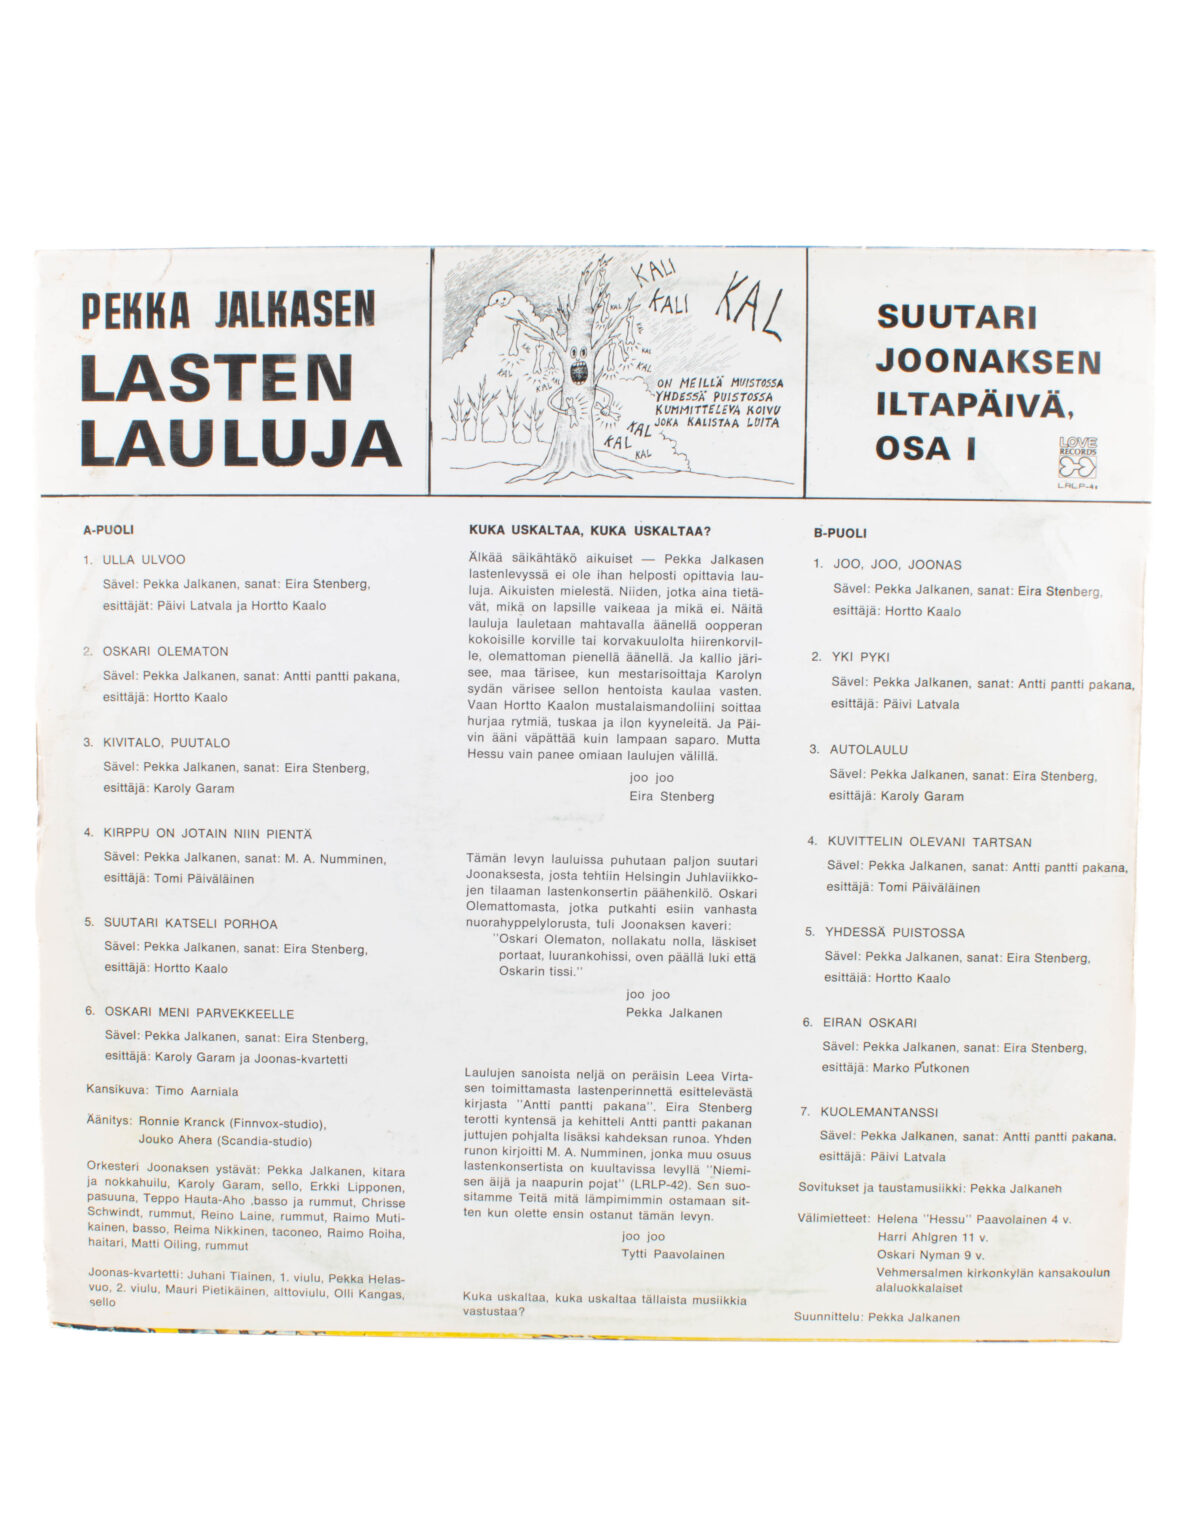 PEKKA JALKASEN
LASTEN
LAULUJA
KALI
KALI
KAL
KAL
KAL
KAL
KAL
KAL
ON MEILLÄ MUISTOSSA
YHDESSÄ PUISTOSSA
KUMMITTELEVA KOIVU
JOKA KALISTAA LUITA
KAL
KAL
KAL
SUUTARI
JOONAKSEN
ILTAPÄIVÄ,
OSA I
LOVE
RECORDS
A-PUOLI
1. ULLA ULVOO
Sävel: Pekka Jalkanen, sanat: Eira Stenberg,
esittäjät: Päivi Latvala ja Hortto Kaalo
2. OSKARI OLEMATON
Sävel: Pekka Jalkanen, sanat: Antti pantti pakana,
esittäjä: Hortto Kaalo
3. KIVITALO, PUUTALO
Sävel: Pekka Jalkanen, sanat: Eira Stenberg,
esittäjä: Karoly Garam
4. KIRPPU ON JOTAIN NIIN PIENTÄ
Sävel: Pekka Jalkanen, sanat: M. A. Numminen,
esittäjä: Tomi Päiväläinen
5. SUUTARI KATSELI PORHOA
Sävel: Pekka Jalkanen, sanat: Eira Stenberg,
esittäjä: Hortto Kaalo
6. OSKARI MENI PARVEKKEELLE
Sävel: Pekka Jalkanen, sanat: Eira Stenberg,
esittäjä: Karoly Garam ja Joonas-kvartetti
Kansikuva: Timo Aarniala
Äänitys: Ronnie Kranck (Finnvox-studio),
Jouko Ahera (Scandia-studio)
Orkesteri Joonaksen ystävät: Pekka Jalkanen, kitara
ja nokkahuilu, Karoly Garam, sello, Erkki Lipponen,
pasuuna, Teppo Hauta-Aho ,basso ja rummut, Chrisse
Schwindt, rummut, Reino Laine, rummut, Raimo Muti-
kainen, basso, Reima Nikkinen, taconeo, Raimo Roiha,
haitari, Matti Oiling, rummut
Joonas-kvartetti: Juhani Tiainen, 1. viulu, Pekka Helas-
vuo, 2. viulu, Mauri Pietikäinen, alttoviulu, Olli Kangas,
sello
KUKA USKALTAA, KUKA USKALTAA?
Älkää säikähtäkö aikuiset — Pekka Jalkasen
lastenlevyssä ei ole ihan helposti opittavia lau-
luja. Aikuisten mielestä. Niiden, jotka aina tietä-
vät, mikä on lapsille vaikeaa ja mikä ei. Näitä
lauluja lauletaan mahtavalla äänellä oopperan
kokoisille korville tai korvakuulolta hiirenkorvil-
le, olemattoman pienellä äänellä. Ja kallio järi-
see, maa tärisee, kun mestarisoittaja Karolyn
sydän värisee sellon hentoista kaulaa vasten.
Vaan Hortto Kaalon mustalaismandoliini soittaa
hurjaa rytmiä, tuskaa ja ilon kyyneleitä. Ja Päi-
vin ääni väpättää kuin lampaan saparo. Mutta
Hessu vain panee omiaan laulujen välillä.
joo joo
Eira Stenberg
Tämän levyn lauluissa puhutaan paljon suutari
Joonaksesta, josta tehtiin Helsingin Juhlaviikko-
jen tilaaman lastenkonsertin päähenkilö. Oskari
Olemattomasta, jotka putkahti esiin vanhasta
nuorahyppelylorusta, tuli Joonaksen kaveri:
"Oskari Olematon, nollakatu nolla, läskiset
portaat, luurankohissi, oven päällä luki että
Oskarin tissi."
joo joo
Pekka Jalkanen
Laulujen sanoista neljä on peräisin Leea Virta-
sen toimittamasta lastenperinnettä esittelevästä
kirjasta "Antti pantti pakana". Eira Stenberg
terotti kyntensä ja kehitteli Antti pantti pakanan
juttujen pohjalta lisäksi kahdeksan runoa. Yhden
runon kirjoitti M. A. Numminen, jonka muu osuus
lastenkonsertista on kuultavissa levyllä "Niemi-
sen äijä ja naapurin pojat" (LRLP-42). Sen suo-
sitamme Teitä mitä lämpimimmin ostamaan sit-
ten kun olette ensin ostanut tämän levyn.
joo joo
Tytti Paavolainen
Kuka uskaltaa, kuka uskaltaa tällaista musiikkia
vastustaa?
B-PUOLI
1. JOO, JOO, JOONAS
Sävel: Pekka Jalkanen, sanat: Eira Stenberg,
esittäjä: Hortto Kaalo
2. YKI PYKI
Sävel: Pekka Jalkanen, sanat: Antti pantti pakana,
esittäjä: Päivi Latvala
3. AUTOLAULU
Sävel: Pekka Jalkanen, sanat: Eira Stenberg,
esittäjä: Karoly Garam
4. KUVITTELIN OLEVANI TARTSAN
Sävel: Pekka Jalkanen, sanat: Antti pantti pakana,
esittäjä: Tomi Päiväläinen
5. YHDESSÄ PUISTOSSA
Sävel: Pekka Jalkanen, sanat: Eira Stenberg,
esittäjä: Hortto Kaalo
6. EIRAN OSKARI
Sävel: Pekka Jalkanen, sanat: Eira Stenberg,
esittäjä: Marko Putkonen
7. KUOLEMANTANSSI
Sävel: Pekka Jalkanen, sanat: Antti pantti pakana.
esittäjä: Päivi Latvala
Sovitukset ja taustamusiikki: Pekka Jalkaneh
Välimietteet: Helena "Hessu" Paavolainen 4 v.
Harri Ahlgren 11 v.
Oskari Nyman 9 v.
Vehmersalmen kirkonkylän kansakoulun
alaluokkalaiset
Suunnittelu: Pekka Jalkanen